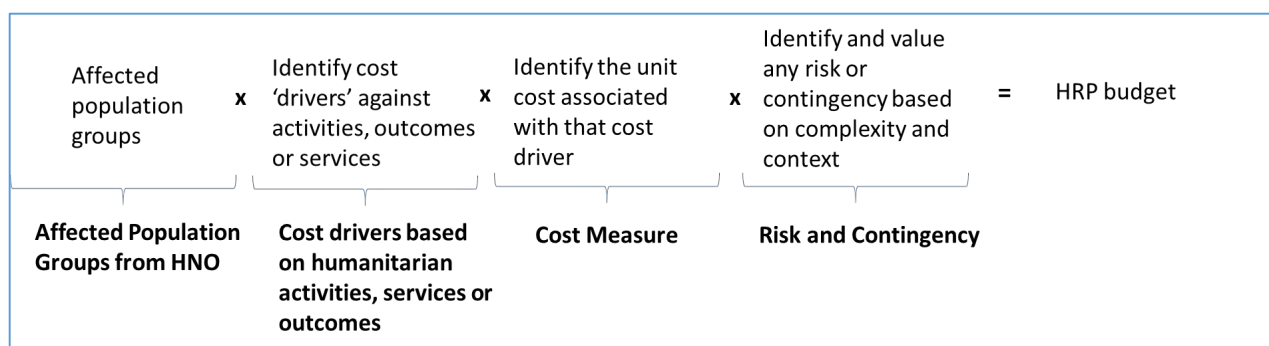 Affected
population
groups
x
Identify cost
‘drivers’ against
activities, outcomes
or services
x
Identify the unit
cost associated
with that cost
driver
x
Identify and value
any risk or
contingency based
on complexity and
context
=
HRP budget
Affected Population
Groups from HNO
Cost drivers based
on humanitarian
activities, services or
outcomes
Cost Measure
Risk and Contingency